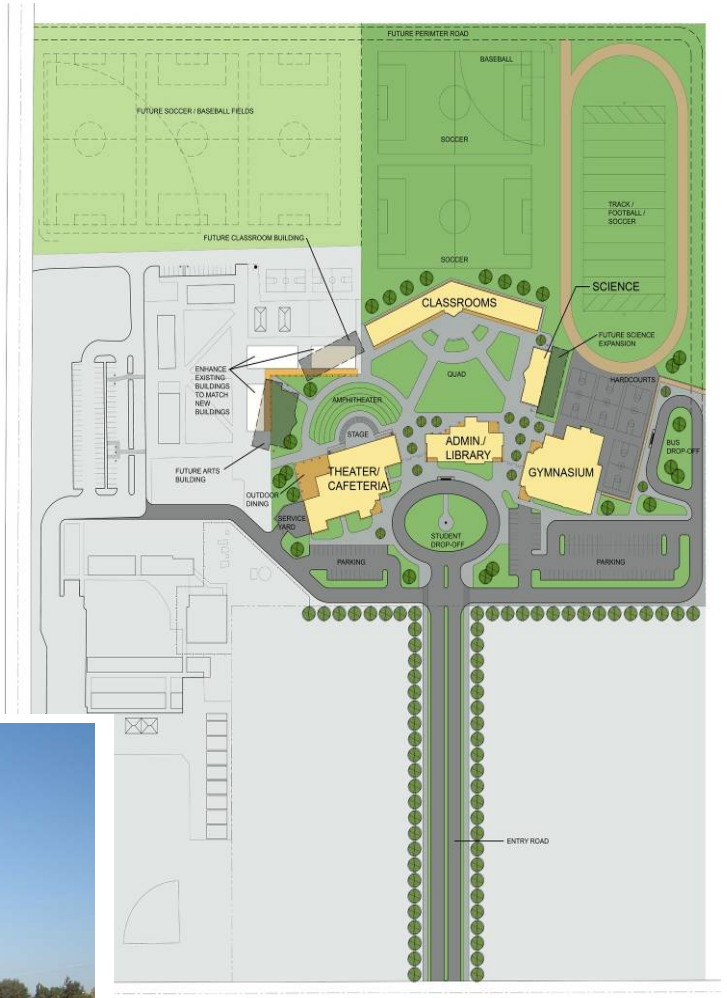 FUTURE PERIMTER ROAD
BASEBALL
FUTURE SOCCER / BASEBALL FIELDS
SOCCER
TRACK /
FOOTBALL /
SOCCER
FUTURE CLASSROOM BUILDING
SOCCER
SCIENCE
CLASSROOMS
FUTURE SCIENCE
EXPANSION
ENHANCE
EXISTING
BUILDINGS
TO MATCH
NEW
BUILDINGS
QUAD
HARDCOURTS
AMPHITHEATER
STAGE
ADMIN./
LIBRARY
BUS
DROP-OFF
THEATER/
CAFETERIA
GYMNASIUM
FUTURE ARTS
BUILDING
OUTDOOR
DINING
SERVICE
YARD
STUDENT
DROP-OFF
PARKING
PARKING
ENTRY ROAD